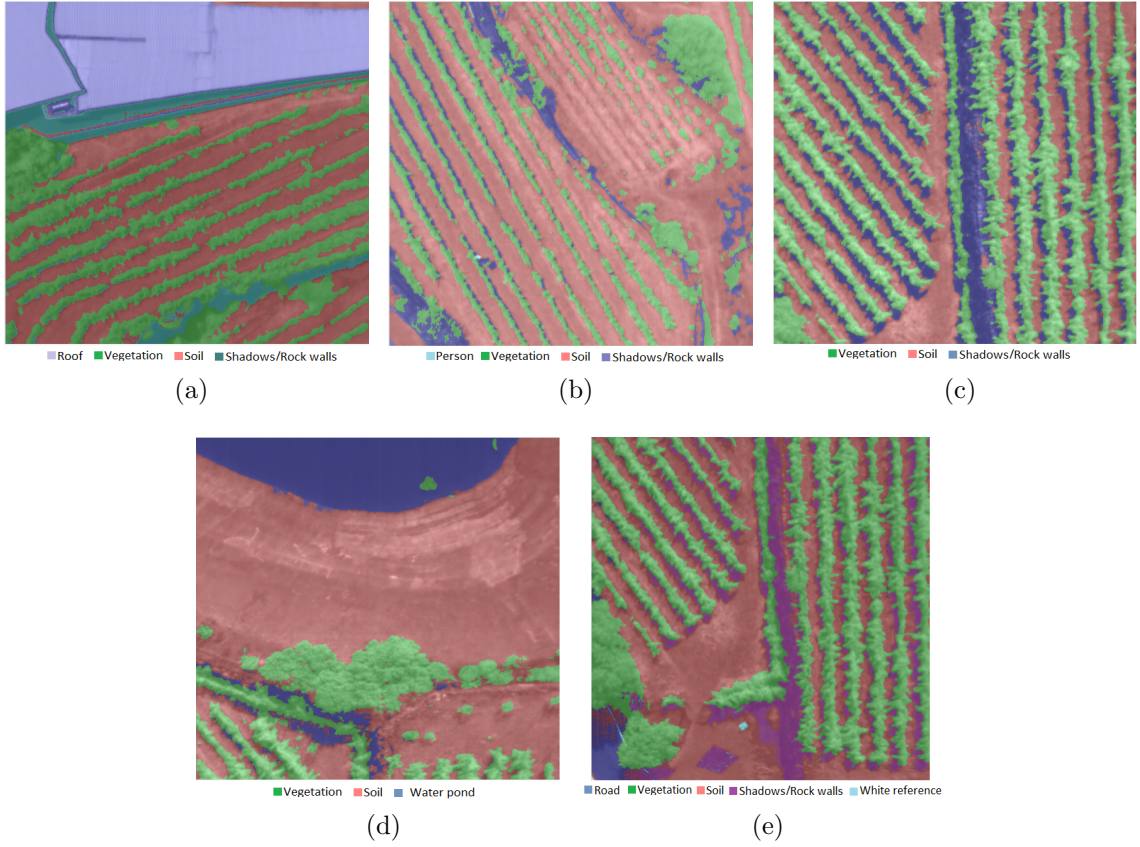 Roof Vegetation Soil Shadows/Rock walls
(a)
Person Vegetation Soil Shadows/Rock walls
(b)
Vegetation Soil Shadows/Rock walls
(c)
Vegetation Soil Water pond
(d)
Road Vegetation Soil Shadows/Rock walls White reference
(e)